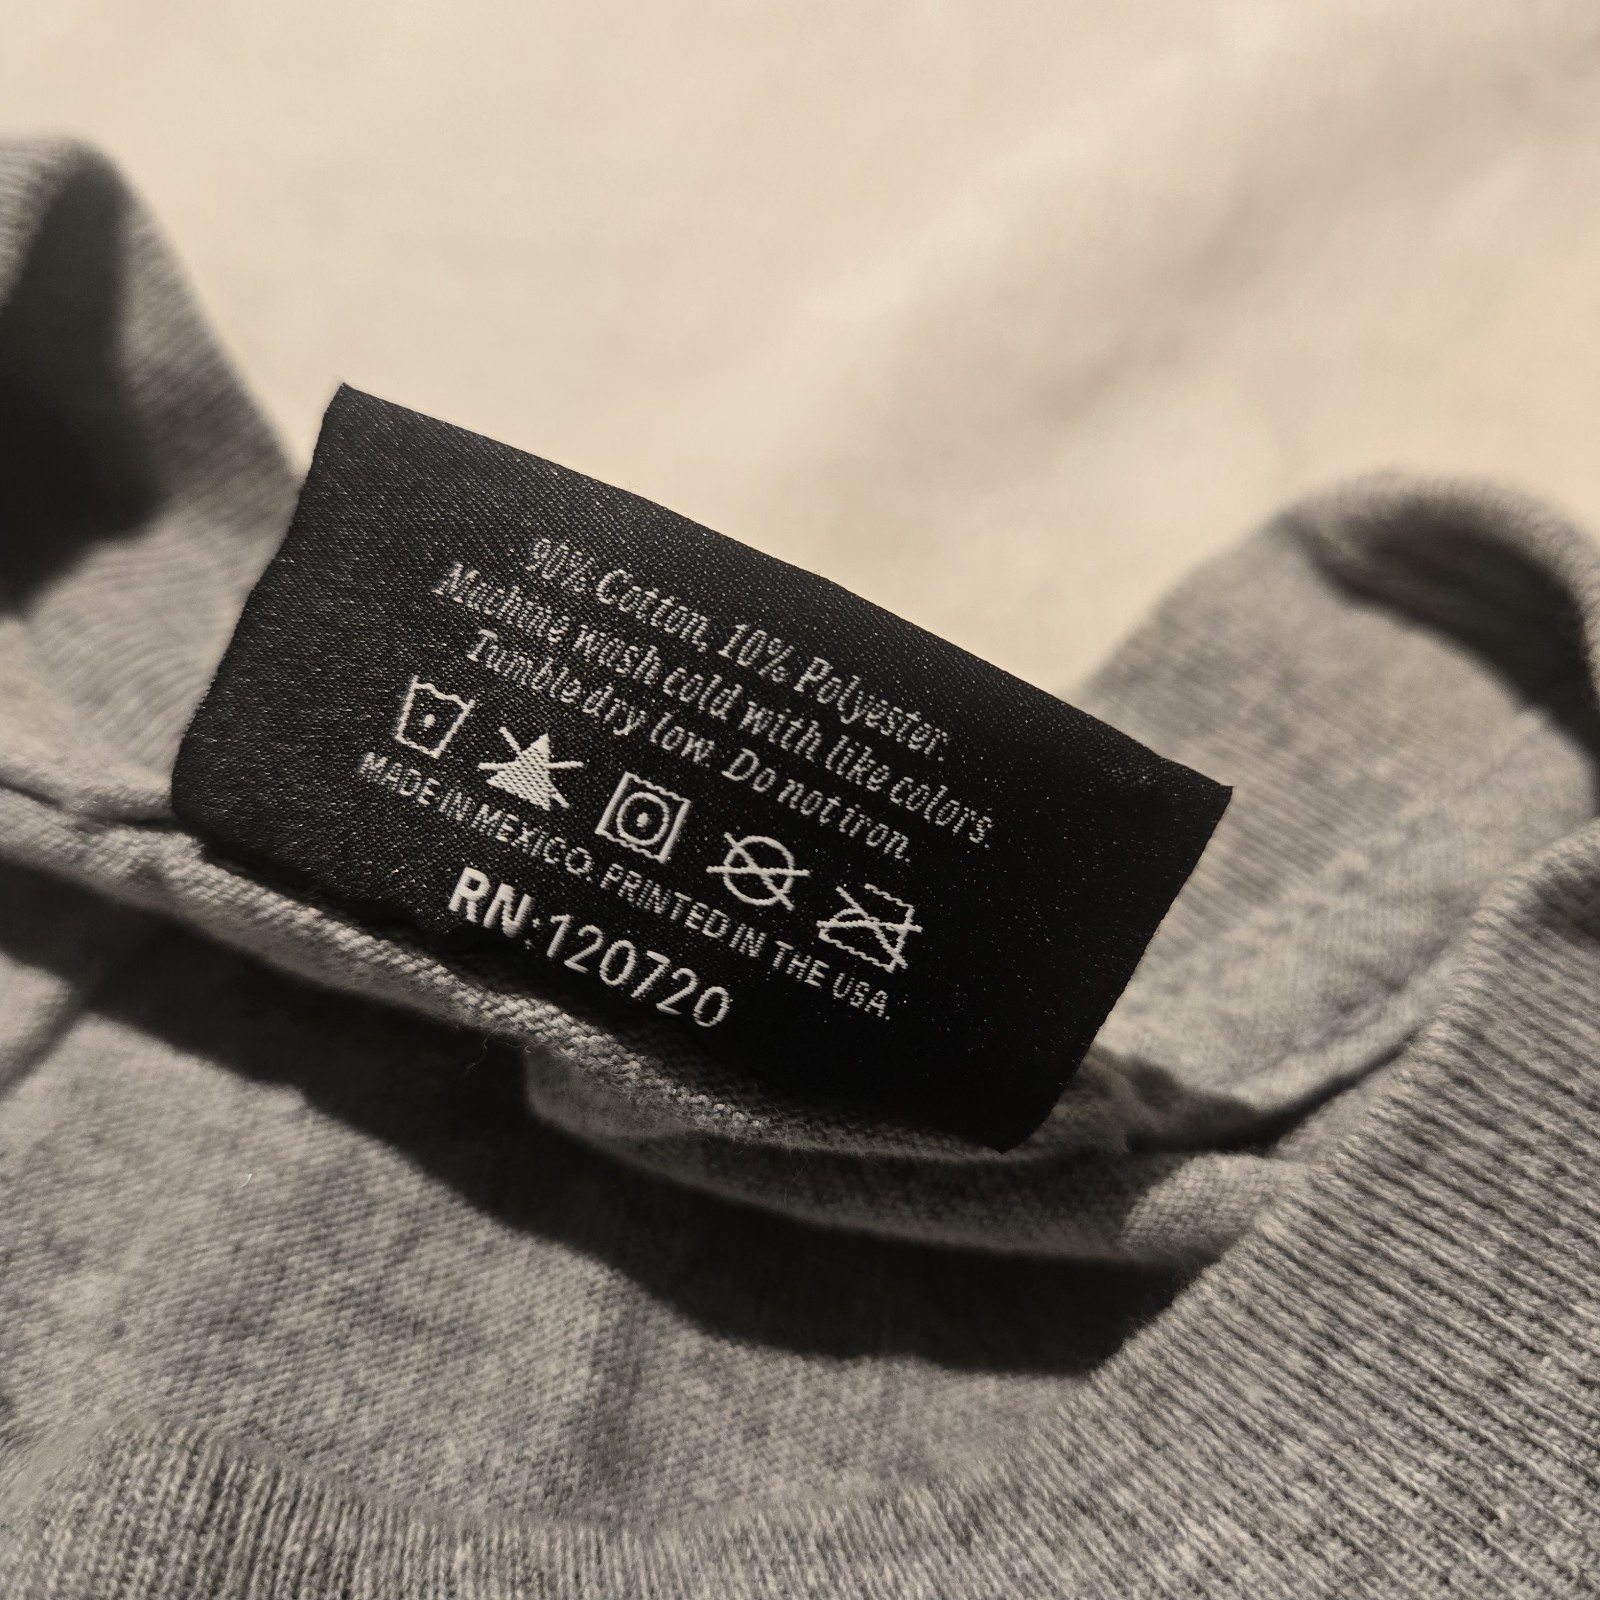 90% Cotton, 10% Polyester.
Machine wash cold with like colors.
Tumble dry low. Do not iron.
MADE IN MEXICO. PRINTED IN THE USA.
RN:120720